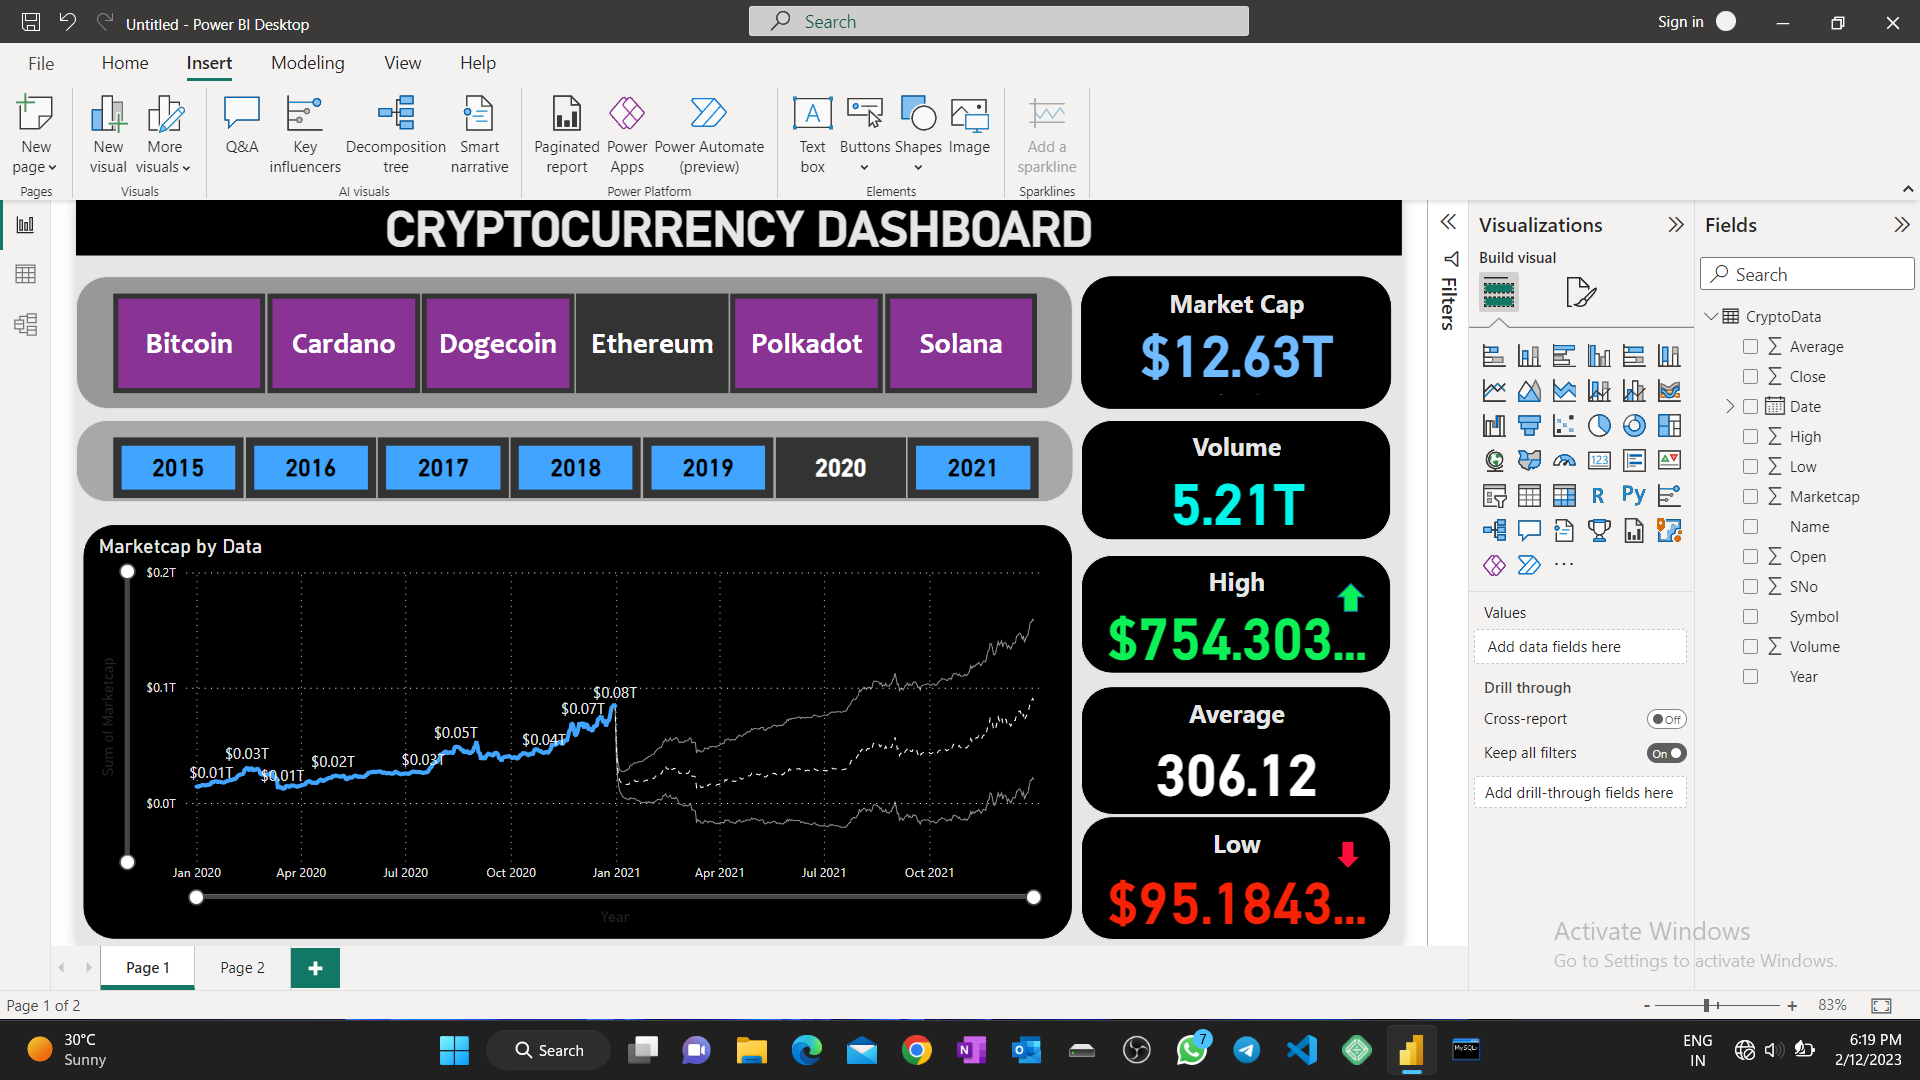 Untitled - Power BI Desktop
Search
Sign in
File
Home
Insert
Modeling
View
Help
New page
New visual
More visuals
Q&A
Key influencers
Decomposition tree
Smart narrative
Paginated report
Power Apps
Power Automate (preview)
Text box
Buttons
Shapes
Image
Add a sparkline
Pages
Visuals
AI visuals
Power Platform
Elements
Sparklines
CRYPTOCURRENCY DASHBOARD
Bitcoin
Cardano
Dogecoin
Ethereum
Polkadot
Solana
2015
2016
2017
2018
2019
2020
2021
Marketcap by Data
Sum of Marketcap
$0.2T
$0.1T
$0.0T
$0.01T
$0.03T
$0.01T
$0.02T
$0.03T
$0.05T
$0.04T
$0.07T
$0.08T
Jan 2020
Apr 2020
Jul 2020
Oct 2020
Jan 2021
Apr 2021
Jul 2021
Oct 2021
Year
Market Cap
$12.63T
Volume
5.21T
High
$754.303...
Average
306.12
Low
$95.1843...
Filters
Visualizations
Build visual
123
R
Py
Values
Add data fields here
Drill through
Cross-report
Off
Keep all filters
On
Add drill-through fields here
Fields
Search
CryptoData
Average
Close
Date
High
Low
Marketcap
Name
Open
SNo
Symbol
Volume
Year
Activate Windows
Go to Settings to activate Windows.
Page 1
Page 2
Page 1 of 2
83%
30°C
Sunny
Search
7
MySQL
ENG
IN
6:19 PM
2/12/2023